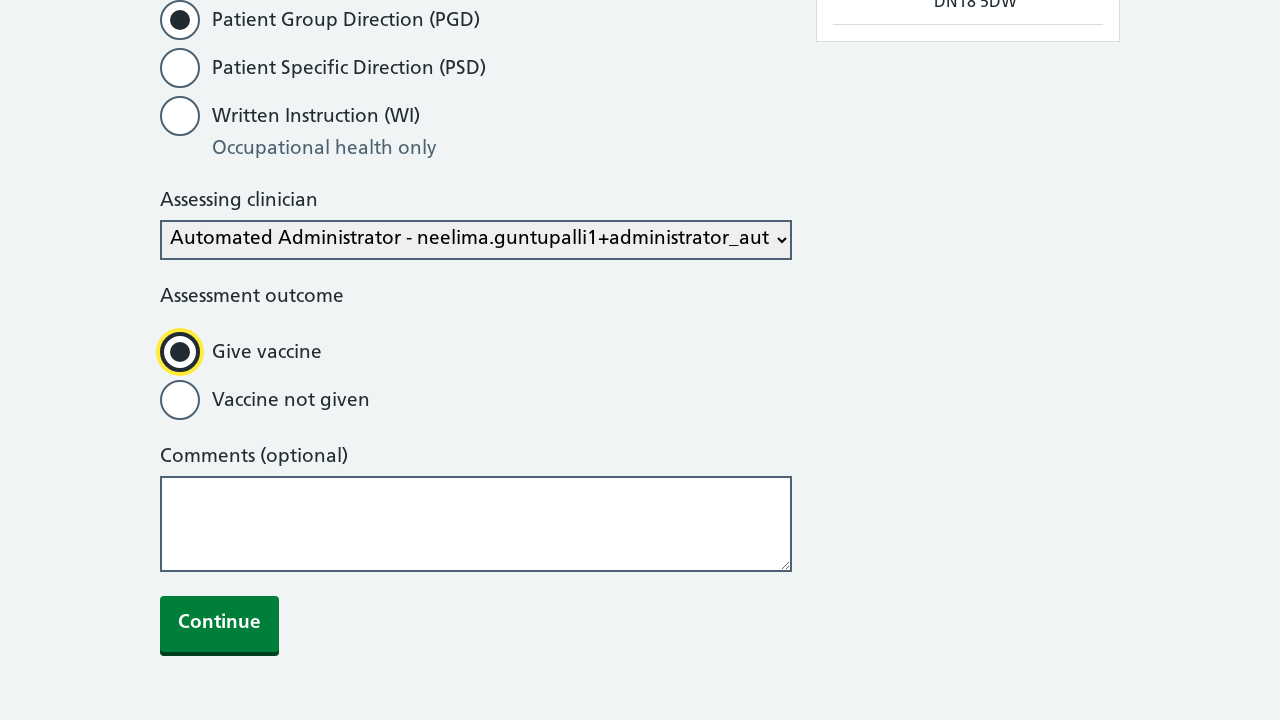 DN18 5DW
Patient Group Direction (PGD)
Patient Specific Direction (PSD)
Written Instruction (WI)
Occupational health only
Assessing clinician
Automated Administrator - neelima.guntupalli1+administrator_aut
Assessment outcome
Give vaccine
Vaccine not given
Comments (optional)
Continue